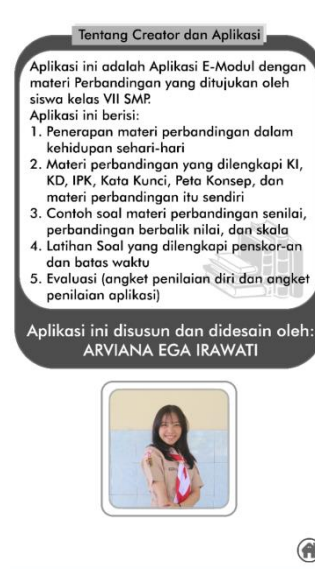 Tentang Creator dan Aplikasi
Aplikasi ini adalah Aplikasi E-Modul dengan
materi Perbandingan yang ditujukan oleh
siswa kelas VII SMP.
Aplikasi ini berisi:
1. Penerapan materi perbandingan dalam
kehidupan sehari-hari
2. Materi perbandingan yang dilengkapi KI,
KD, IPK, Kata Kunci, Peta Konsep, dan
materi perbandingan itu sendiri
3. Contoh soal materi perbandingan senilai,
perbandingan berbalik nilai, dan skala
4. Latihan Soal yang dilengkapi penskor-an
dan batas waktu
5. Evaluasi (angket penilaian diri dan angket
penilaian aplikasi)
Aplikasi ini disusun dan didesain oleh:
ARVIANA EGA IRAWATI